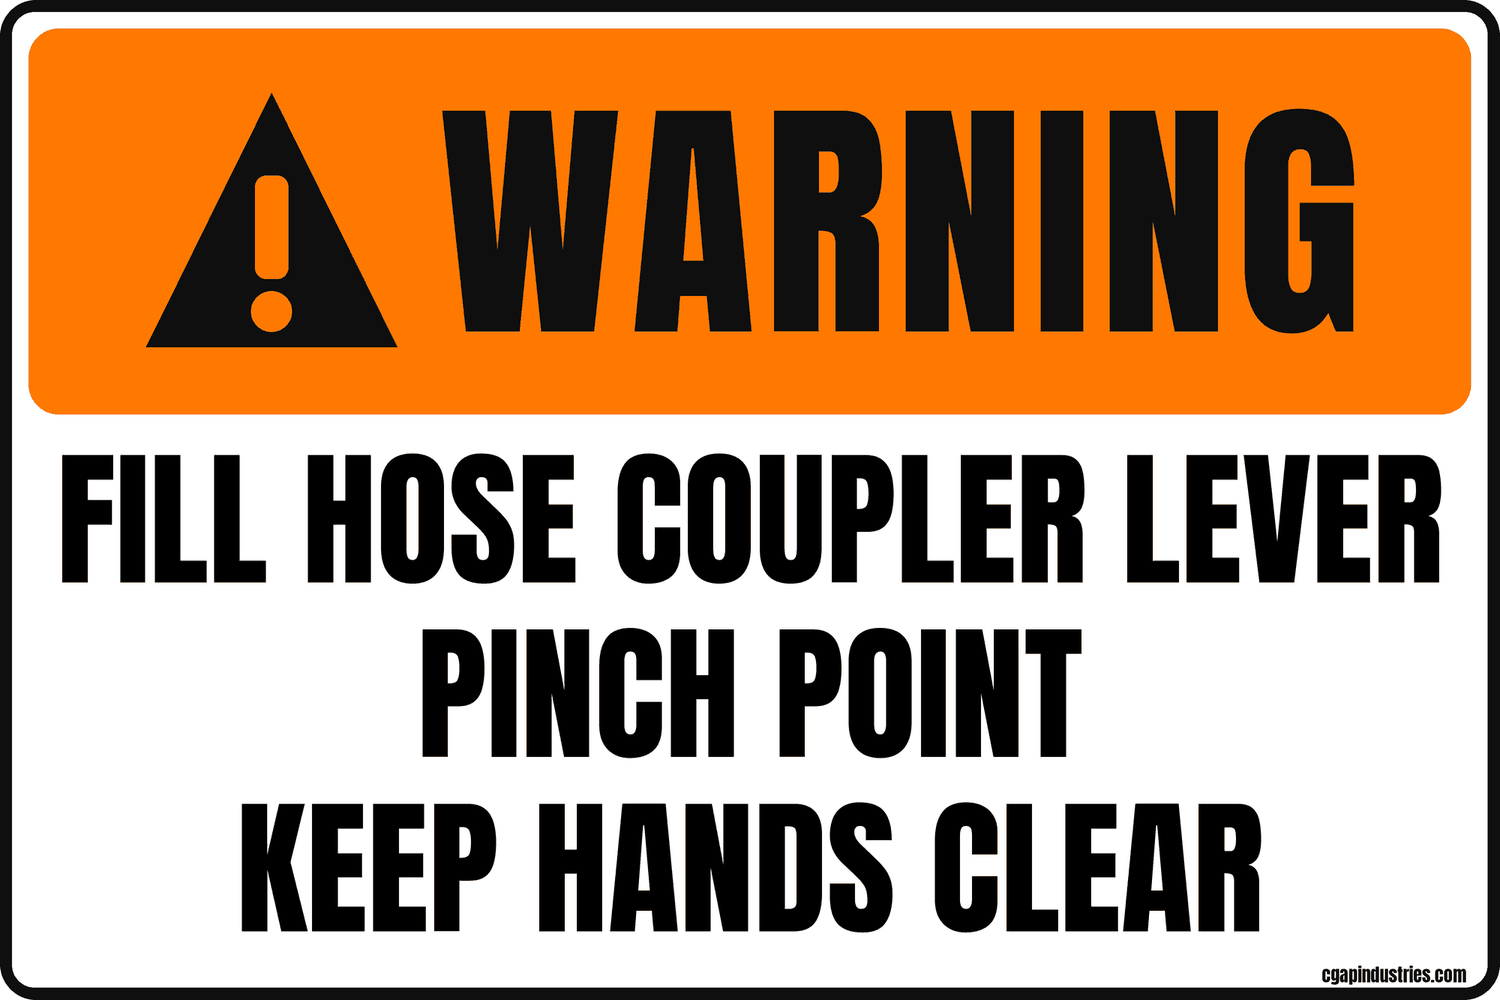 WARNING
FILL HOSE COUPLER LEVER
PINCH POINT
KEEP HANDS CLEAR
cgapindustries.com